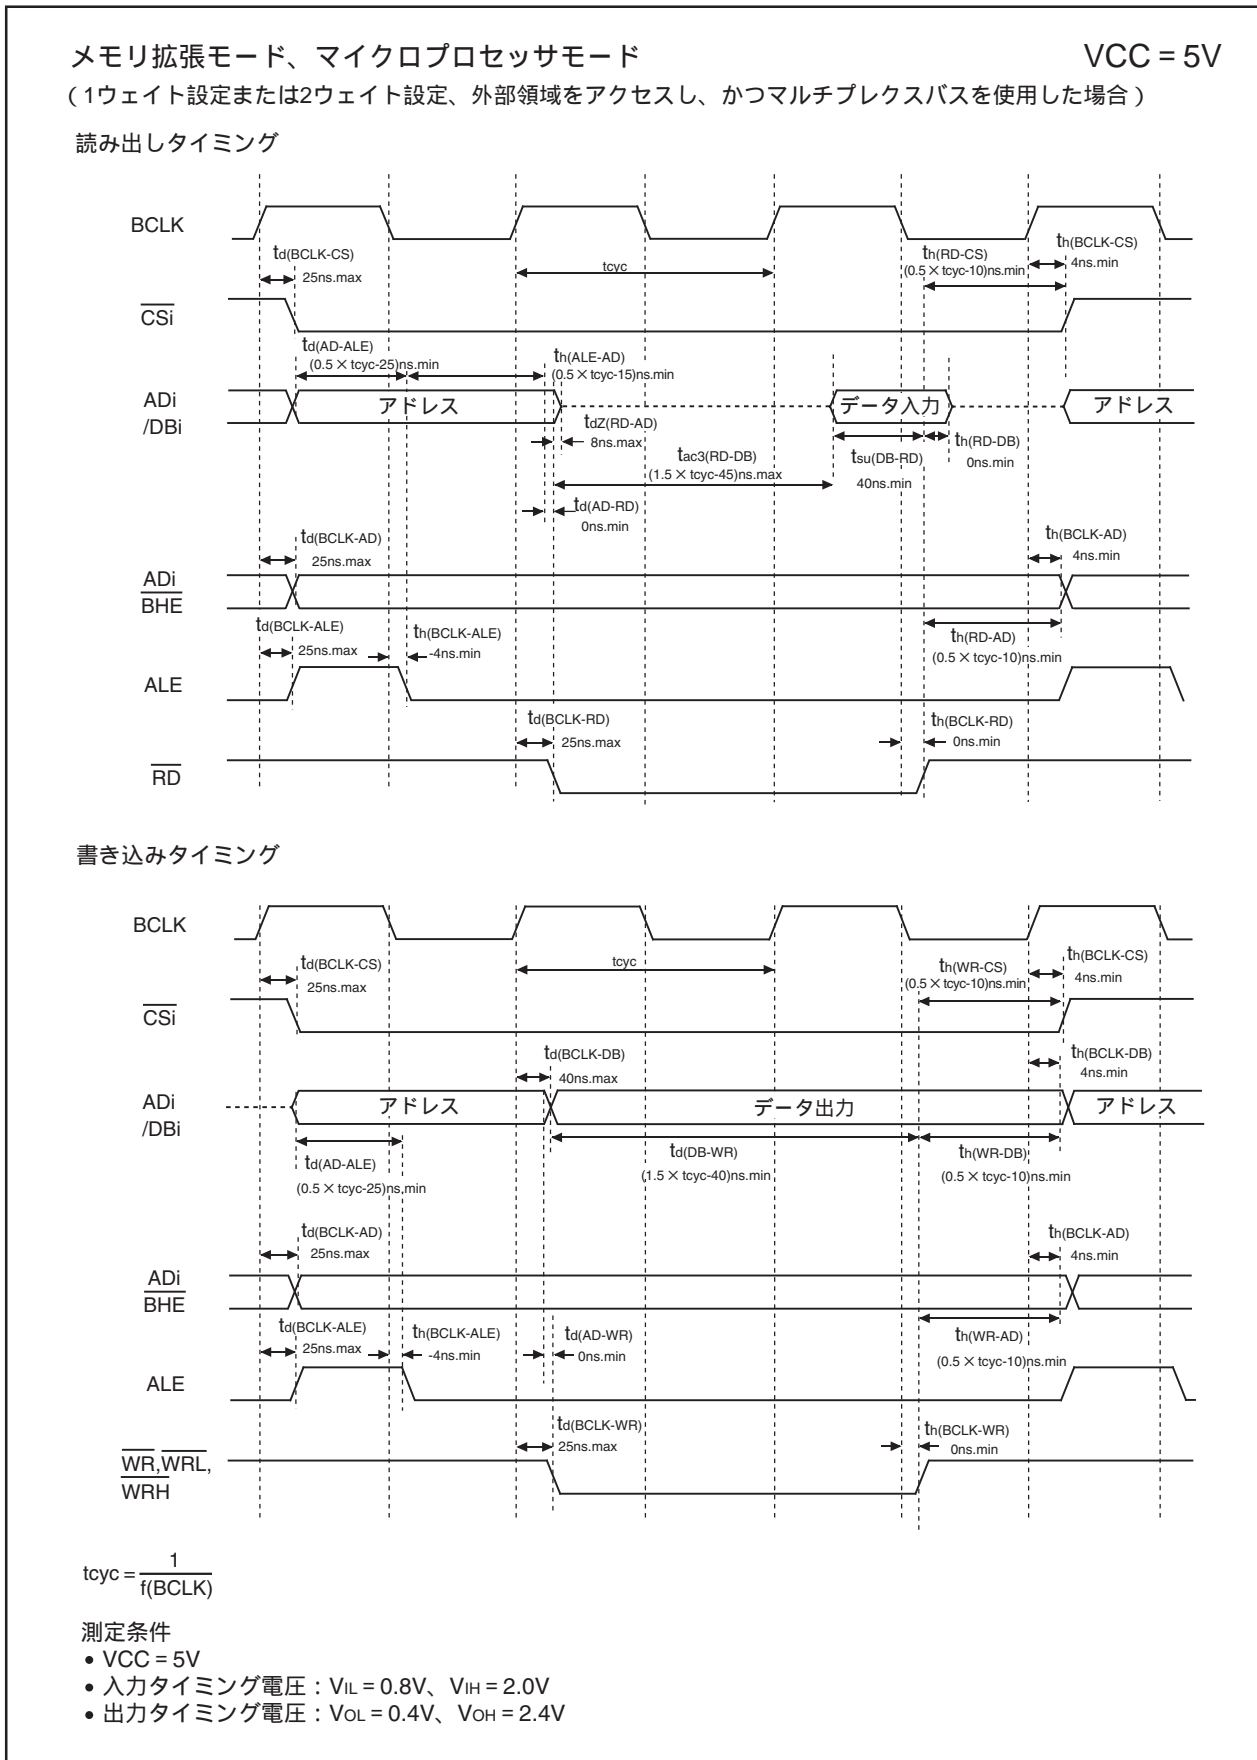 メモリ拡張モード、マイクロプロセッサモード VCC = 5V
(1ウェイト設定または2ウェイト設定、外部領域をアクセスし、かつマルチプレクスバスを使用した場合)
読み出しタイミング
BCLK
td(BCLK-CS)
25ns.max
tcyc
th(RD-CS)
(0.5×tcyc-10)ns.min
th(BCLK-CS)
4ns.min
CSi
td(AD-ALE)
(0.5×tcyc-25)ns.min
th(ALE-AD)
(0.5×tcyc-15)ns.min
ADi
/DBi
アドレス
データ入力
アドレス
tdZ(RD-AD)
8ns.max
tac3(RD-DB)
(1.5×tcyc-45)ns.max
tsu(DB-RD)
40ns.min
th(RD-DB)
0ns.min
td(AD-RD)
0ns.min
td(BCLK-AD)
25ns.max
th(BCLK-AD)
4ns.min
ADi
BHE
td(BCLK-ALE)
25ns.max
th(BCLK-ALE)
-4ns.min
th(RD-AD)
(0.5×tcyc-10)ns.min
ALE
td(BCLK-RD)
25ns.max
th(BCLK-RD)
0ns.min
RD
書き込みタイミング
BCLK
td(BCLK-CS)
25ns.max
tcyc
th(WR-CS)
(0.5×tcyc-10)ns.min
th(BCLK-CS)
4ns.min
CSi
td(BCLK-DB)
40ns.max
th(BCLK-DB)
4ns.min
ADi
/DBi
アドレス
データ出力
アドレス
td(AD-ALE)
(0.5×tcyc-25)ns.min
td(DB-WR)
(1.5×tcyc-40)ns.min
th(WR-DB)
(0.5×tcyc-10)ns.min
td(BCLK-AD)
25ns.max
th(BCLK-AD)
4ns.min
ADi
BHE
td(BCLK-ALE)
25ns.max
th(BCLK-ALE)
-4ns.min
td(AD-WR)
0ns.min
th(WR-AD)
(0.5×tcyc-10)ns.min
ALE
td(BCLK-WR)
25ns.max
th(BCLK-WR)
0ns.min
WR,WRL,
WRH
tcyc = 1
f(BCLK)
測定条件
• VCC = 5V
• 入力タイミング電圧：VIL = 0.8V、VIH = 2.0V
• 出力タイミング電圧：VOL = 0.4V、VOH = 2.4V